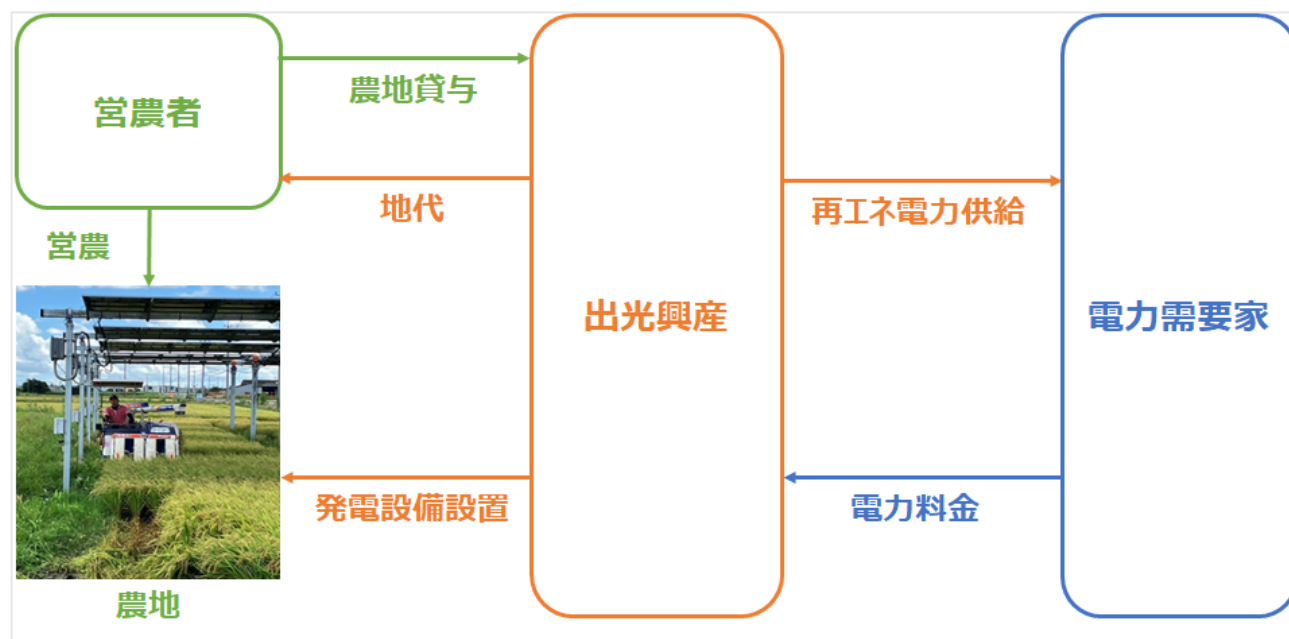 営農者
農地貸与
地代
営農
出光興産
再エネ電力供給
電力需要家
発電設備設置
電力料金
農地